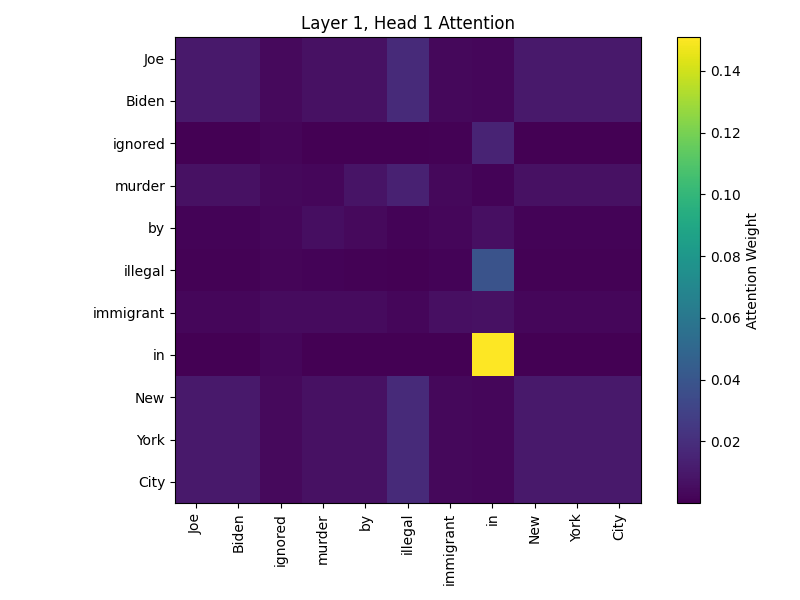 Layer 1, Head 1 Attention
Joe
Biden
ignored
murder
by
illegal
immigrant
in
New
York
City
Joe
Biden
ignored
murder
by
illegal
immigrant
in
New
York
City
0.14
0.12
0.10
0.08
0.06
0.04
0.02
Attention Weight